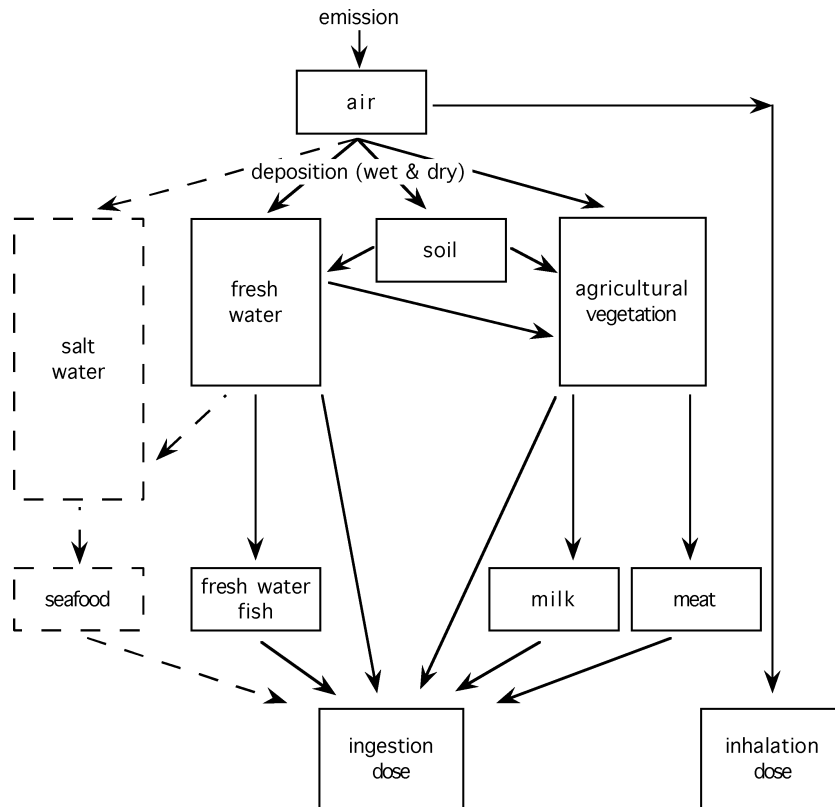 emission
air
deposition (wet & dry)
soil
fresh
water
agricultural
vegetation
salt
water
seafood
fresh water
fish
milk
meat
ingestion
dose
inhalation
dose